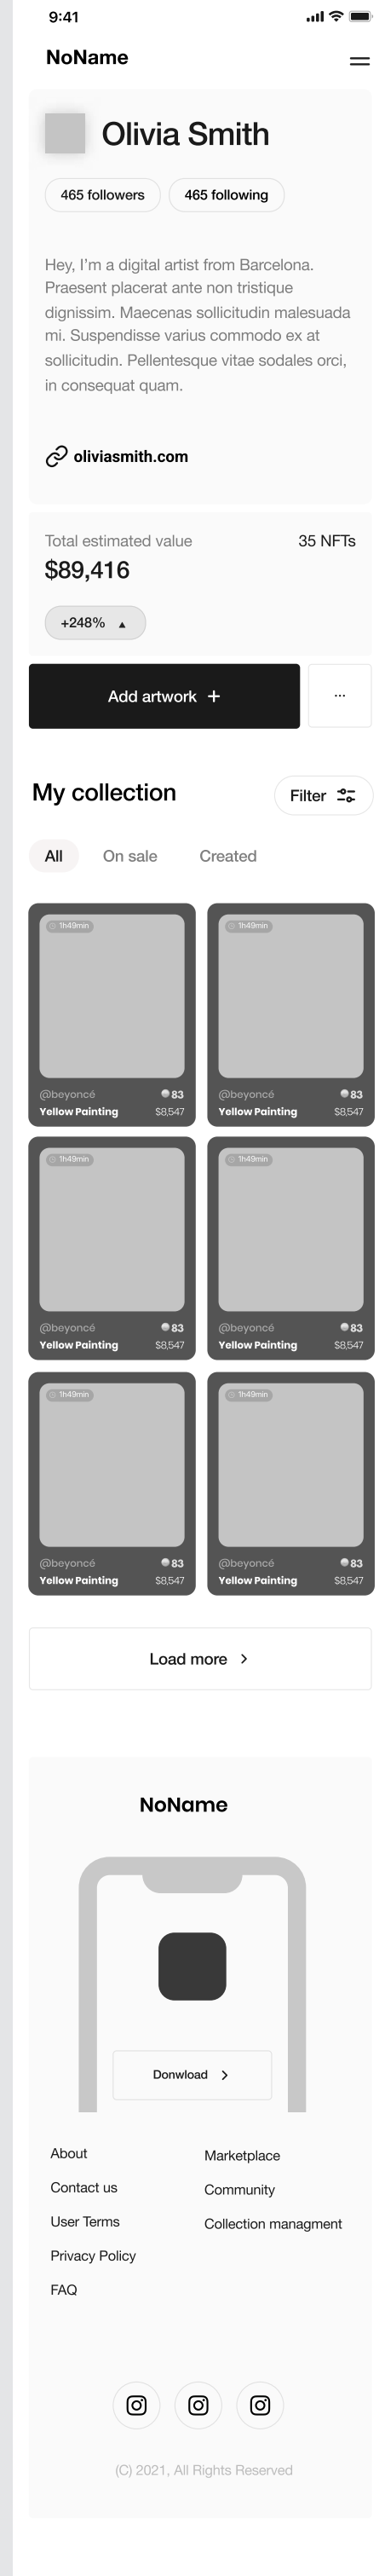 9:41
NoName
Olivia Smith
465 followers 465 following
Hey, I'm a digital artist from Barcelona.
Praesent placerat ante non tristique
dignissim. Maecenas sollicitudin malesuada
mi. Suspendisse varius commodo ex at
sollicitudin. Pellentesque vitae sodales orci,
in consequat quam.
oliviasmith.com
Total estimated value 35 NFTs
$89,416
+248% ▲
Add artwork + ...
My collection Filter
All On sale Created
1h49min 1h49min
@beyoncé 83 @beyoncé 83
Yellow Painting $8,547 Yellow Painting $8,547
1h49min 1h49min
@beyoncé 83 @beyoncé 83
Yellow Painting $8,547 Yellow Painting $8,547
1h49min 1h49min
@beyoncé 83 @beyoncé 83
Yellow Painting $8,547 Yellow Painting $8,547
Load more >
NoName
Donwload >
About Marketplace
Contact us Community
User Terms Collection managment
Privacy Policy
FAQ
(C) 2021, All Rights Reserved